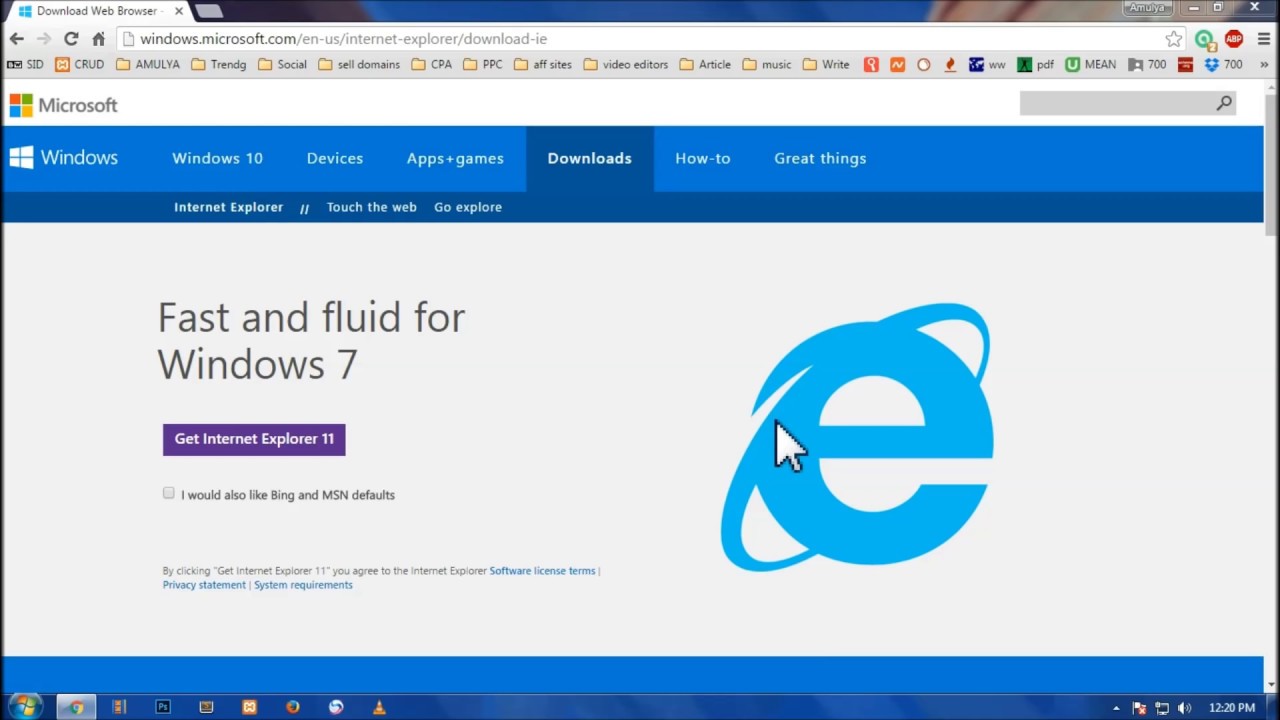 Download Web Browser -
Amulya
windows.microsoft.com/en-us/internet-explorer/download-ie
2
ABP
SID CRUD AMULYA Trendg Social sell domains CPA PPC aff sites video editors Article music Write ww pdf U MEAN 700 700 »
Microsoft
Windows Windows 10 Devices Apps+games Downloads How-to Great things
Internet Explorer // Touch the web Go explore
Fast and fluid for
Windows 7
Get Internet Explorer 11
I would also like Bing and MSN defaults
By clicking "Get Internet Explorer 11" you agree to the Internet Explorer Software license terms |
Privacy statement | System requirements
Ps
12:20 PM